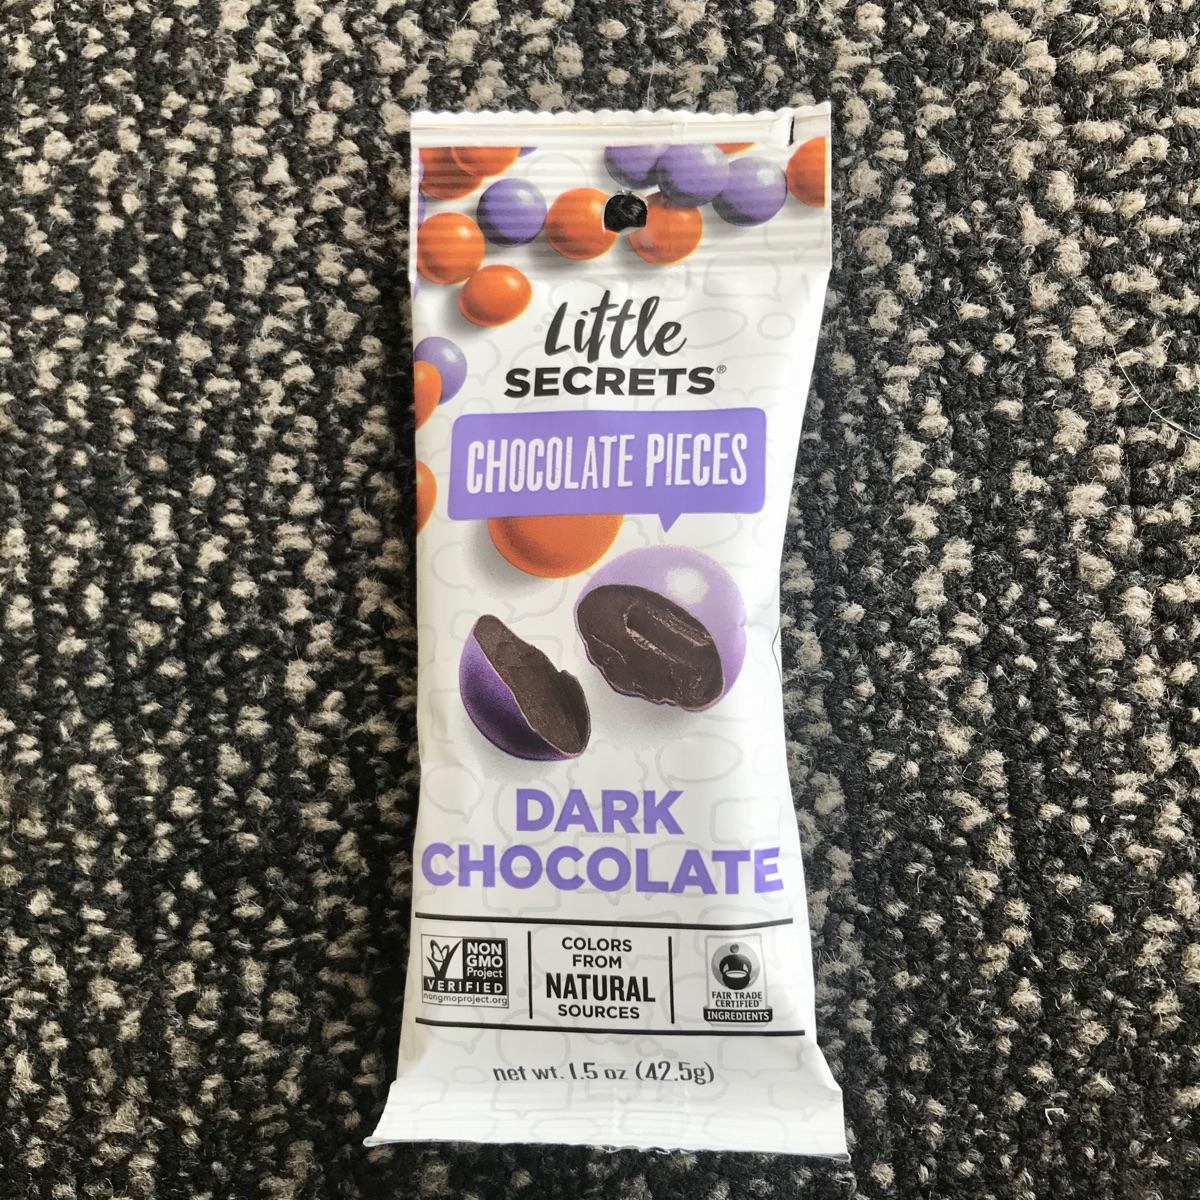 Little
SECRETS®
CHOCOLATE PIECES
DARK
CHOCOLATE
NON
GMO
Project
VERIFIED
nongmoproject.org
COLORS
FROM
NATURAL
SOURCES
FAIR TRADE
CERTIFIED™
INGREDIENTS
net wt. 1.5 oz (42.5g)